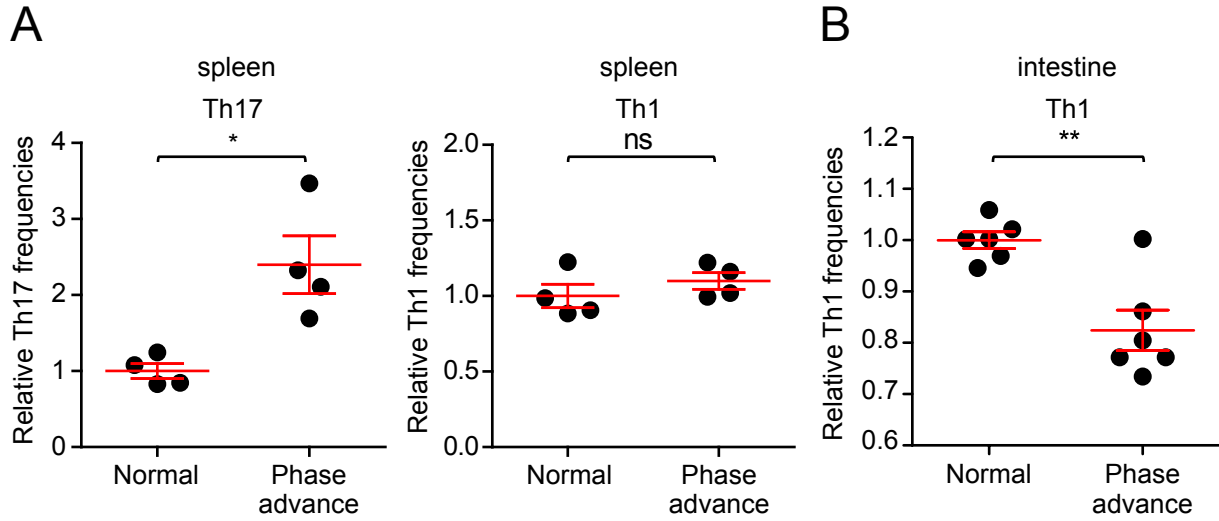 A
spleen
Th17
*
Relative Th17 frequencies
4
3
2
1
0
Normal
Phase
advance
spleen
Th1
ns
Relative Th1 frequencies
2.0
1.5
1.0
0.5
0.0
Normal
Phase
advance
B
intestine
Th1
**
Relative Th1 frequencies
1.2
1.1
1.0
0.9
0.8
0.7
0.6
Normal
Phase
advance